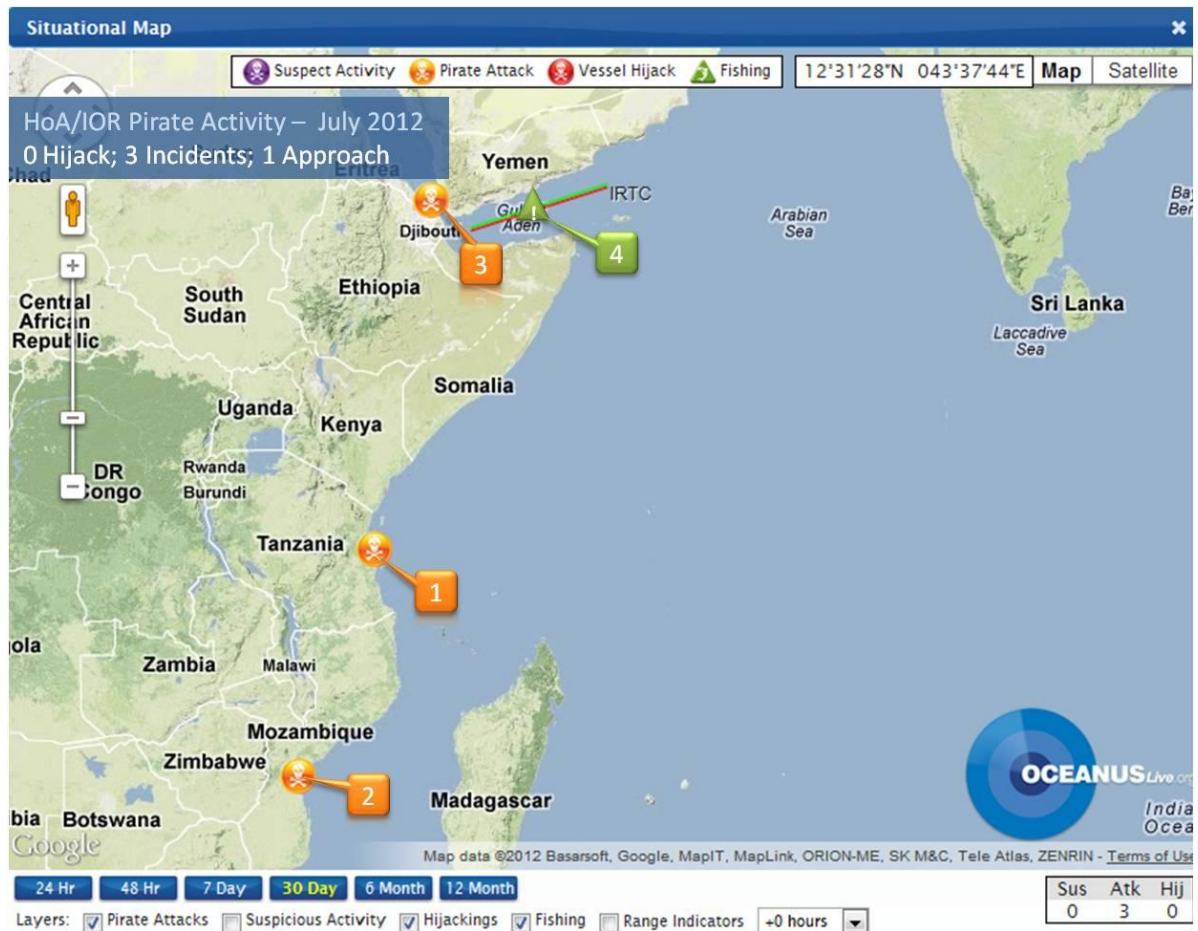 Situational Map
Suspect Activity Pirate Attack Vessel Hijack Fishing
12°31'28"N 043°37'44"E Map Satellite
HoA/IOR Pirate Activity – July 2012
0 Hijack; 3 Incidents; 1 Approach
Eritrea
Yemen
IRTC
Aden
Djibouti
3
4
Arabian
Sea
Ethiopia
South
Sudan
Central
African
Republic
Sri Lanka
Laccadive
Sea
Somalia
Uganda
Kenya
DR
Congo
Rwanda
Burundi
Tanzania
1
Zambia
Malawi
Mozambique
Zimbabwe
2
Madagascar
Botswana
OCEANUSLive.org
India
Ocea
Google
Map data ©2012 Basarsoft, Google, MapIT, MapLink, ORION-ME, SK M&C, Tele Atlas, ZENRIN - Terms of Use
24 Hr 48 Hr 7 Day 30 Day 6 Month 12 Month
Layers: Pirate Attacks Suspicious Activity Hijackings Fishing Range Indicators +0 hours
Sus Atk Hij
0 3 0